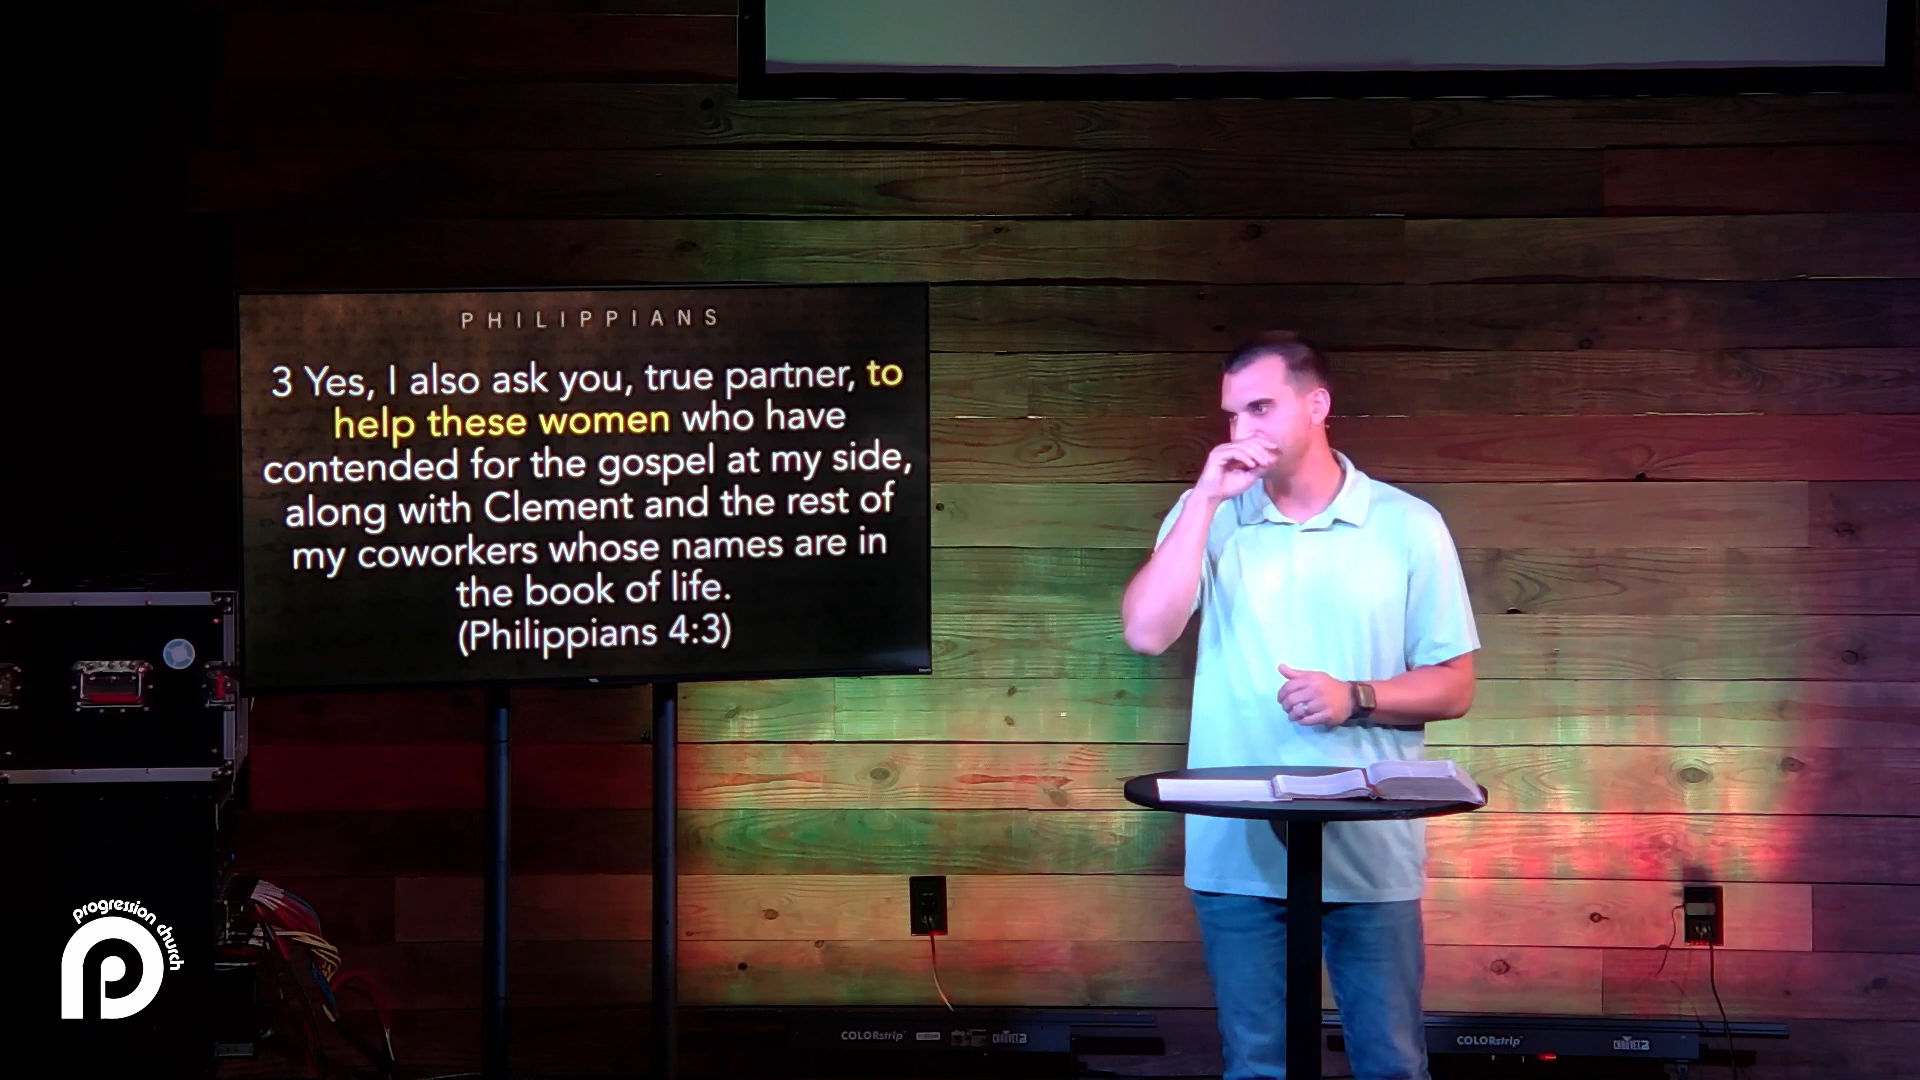 PHILIPPIANS
3 Yes, I also ask you, true partner, to
help these women who have
contended for the gospel at my side,
along with Clement and the rest of
my coworkers whose names are in
the book of life.
(Philippians 4:3)
progression church
COLORstrip
COLORstrip